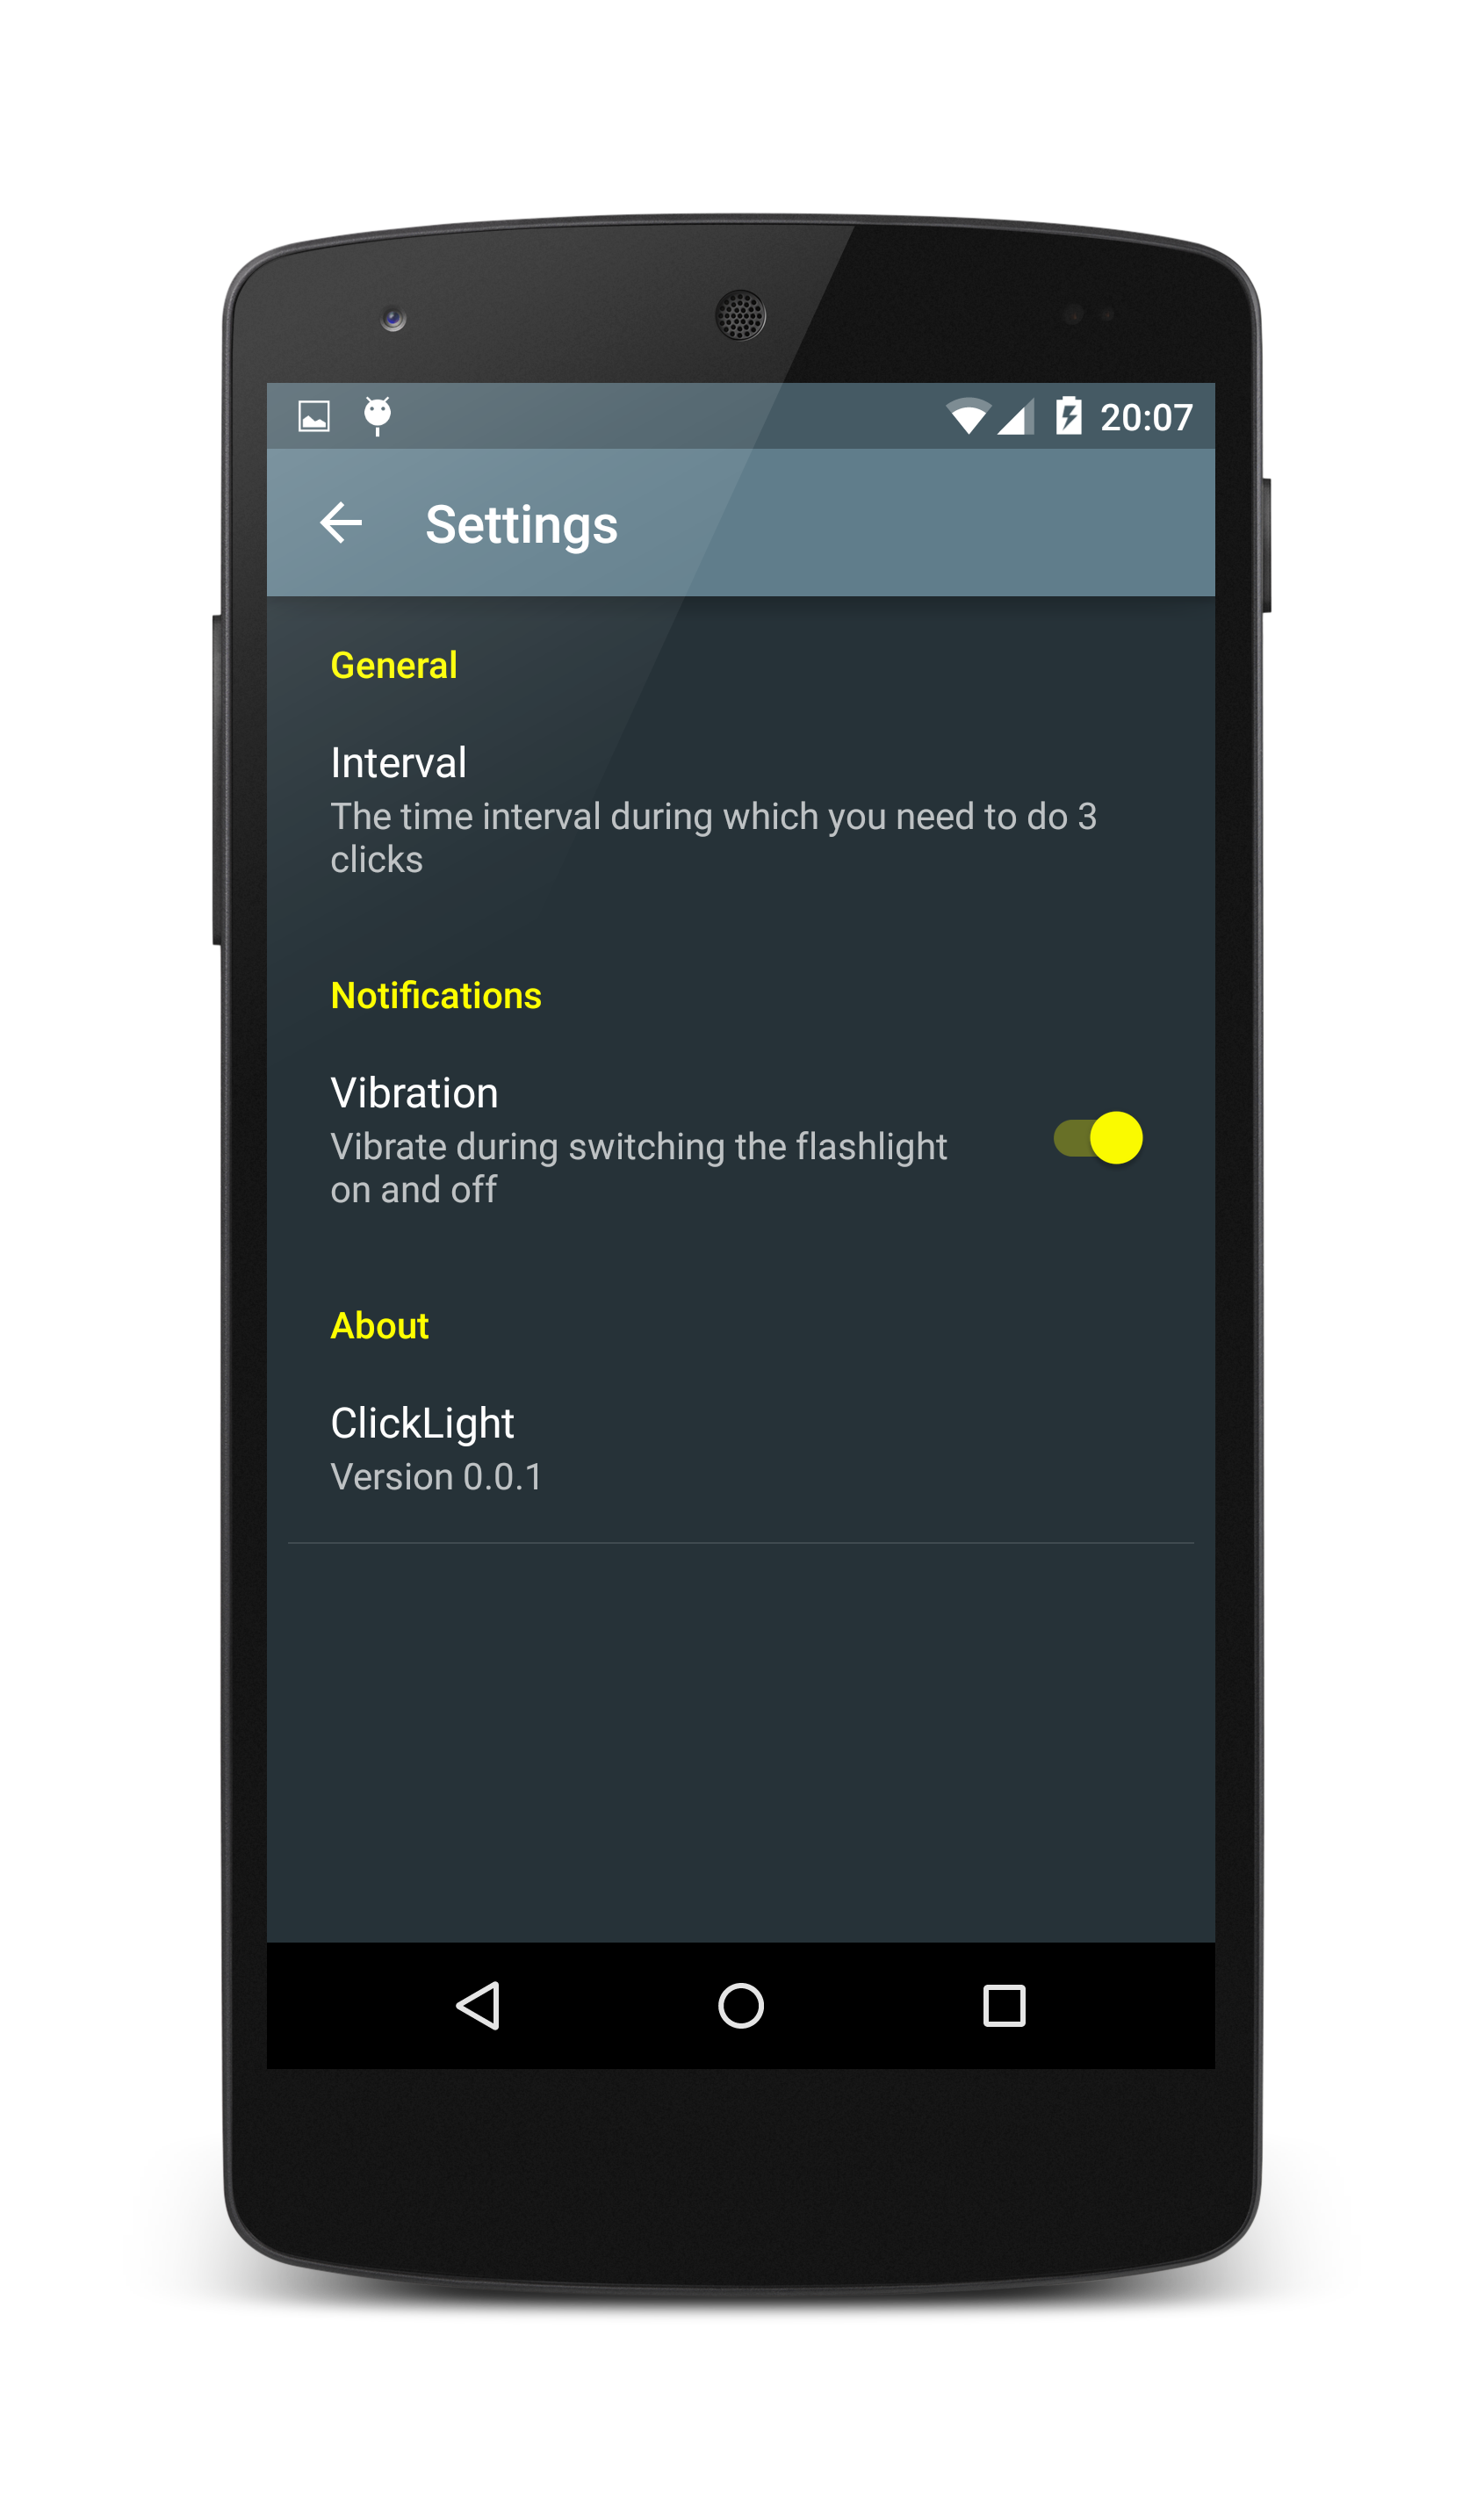 20:07
Settings
General
Interval
The time interval during which you need to do 3
clicks
Notifications
Vibration
Vibrate during switching the flashlight
on and off
About
ClickLight
Version 0.0.1